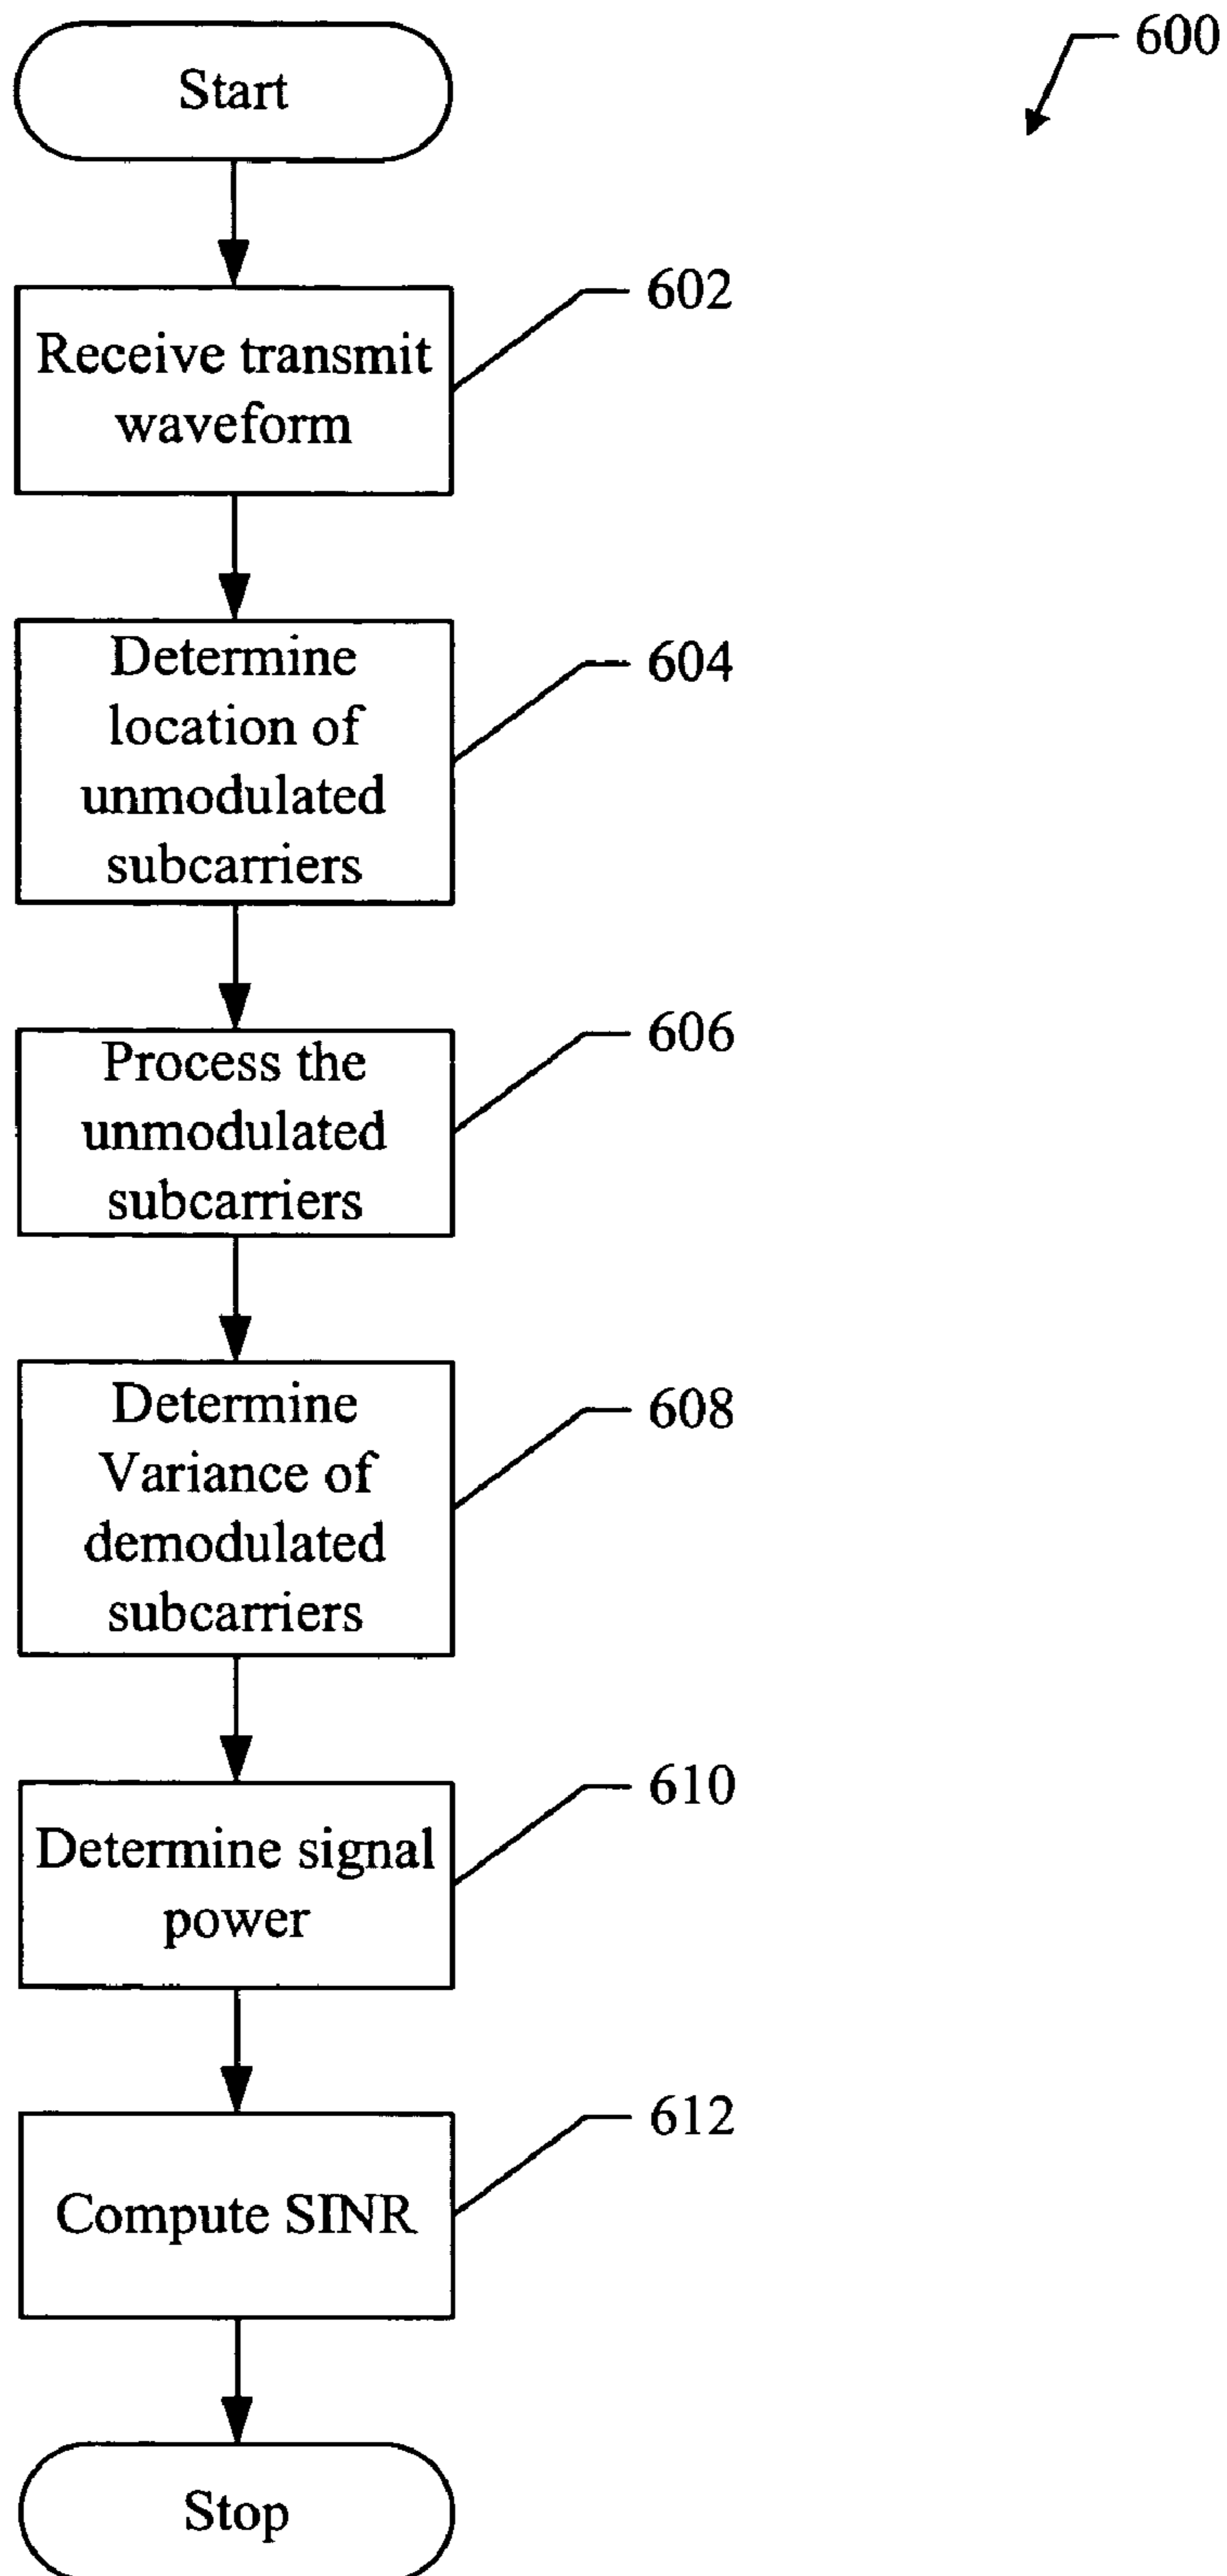 Start
600
Receive transmit
waveform
602
Determine
location of
unmodulated
subcarriers
604
Process the
unmodulated
subcarriers
606
Determine
Variance of
demodulated
subcarriers
608
Determine signal
power
610
Compute SINR
612
Stop